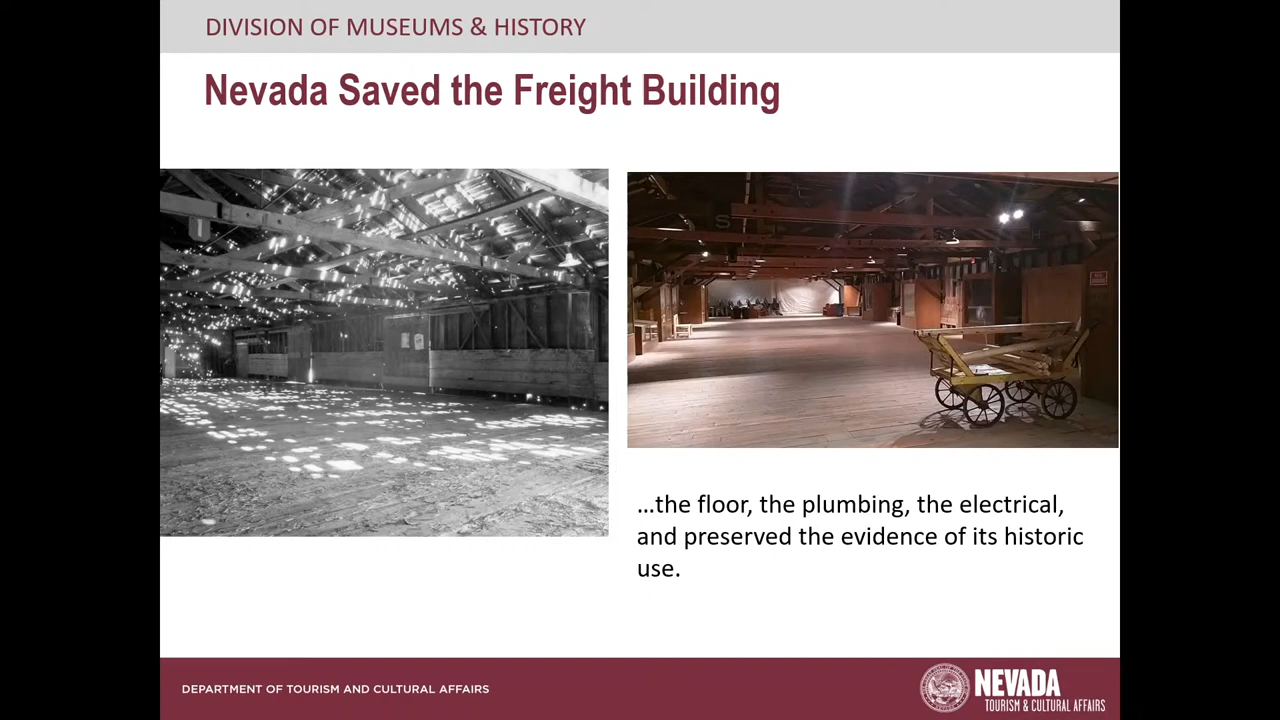 DIVISION OF MUSEUMS & HISTORY
Nevada Saved the Freight Building
...the floor, the plumbing, the electrical,
and preserved the evidence of its historic
use.
DEPARTMENT OF TOURISM AND CULTURAL AFFAIRS
NEVADA
TOURISM & CULTURAL AFFAIRS